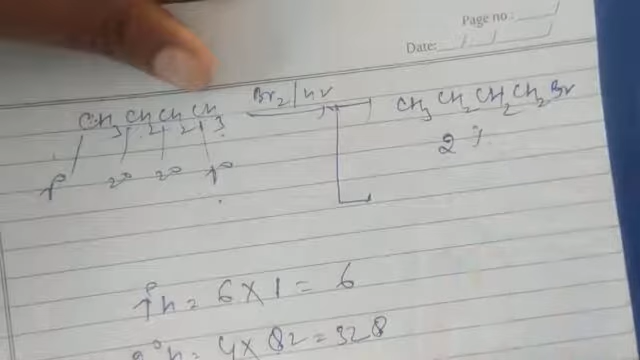 Page no:
Date:
CH3 CH2 CH2 CH3 Br2/hν CH3 CH2 CH2 CH2 Br
1° 2° 2° 1° 2%
1°H = 6 × 1 = 6
2°H = 4 × 82 = 328